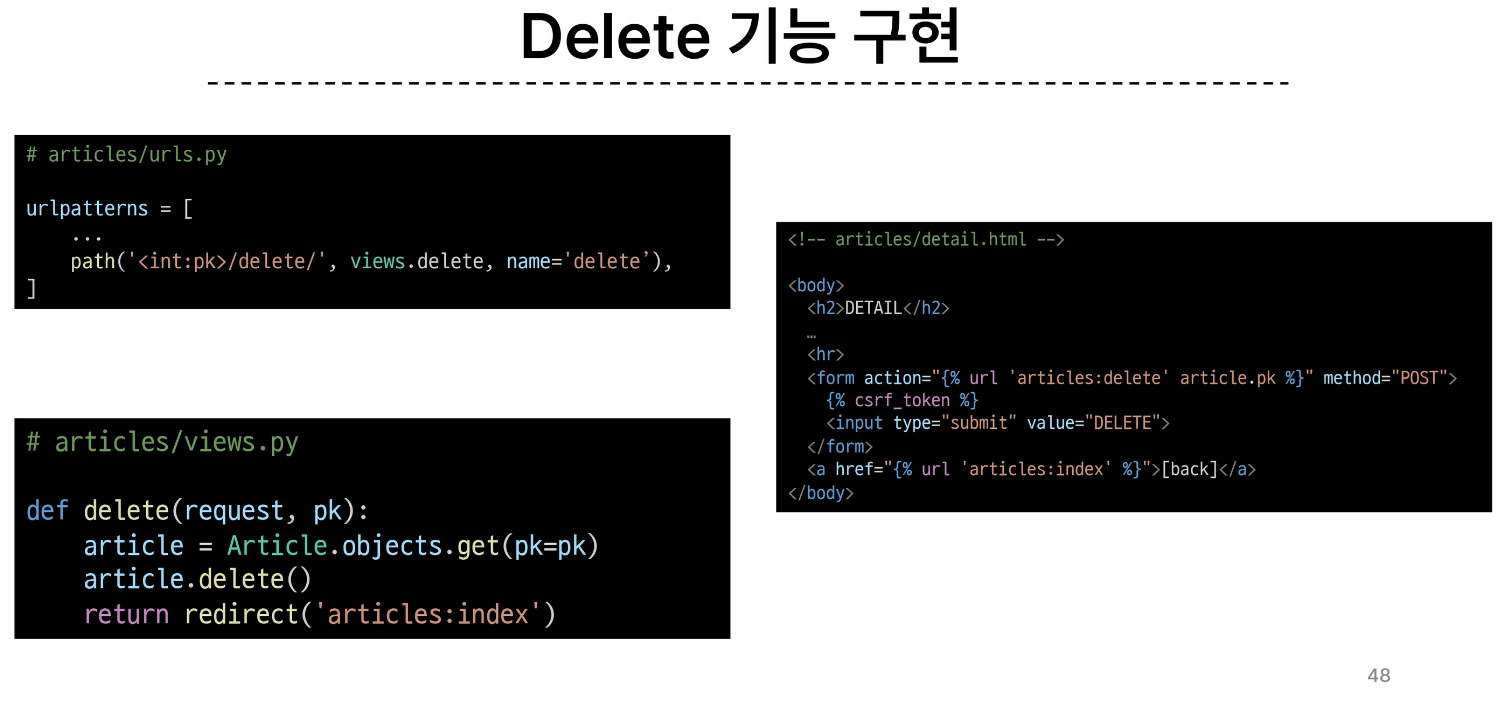 Delete 기능 구현
# articles/urls.py
urlpatterns = [
    ...
    path('<int:pk>/delete/', views.delete, name='delete’),
]
# articles/views.py
def delete(request, pk):
    article = Article.objects.get(pk=pk)
    article.delete()
    return redirect('articles:index')
<!-- articles/detail.html -->
<body>
  <h2>DETAIL</h2>
  …
  <hr>
  <form action="{% url 'articles:delete' article.pk %}" method="POST">
    {% csrf_token %}
    <input type="submit" value="DELETE">
  </form>
  <a href="{% url 'articles:index' %}">[back]</a>
</body>
48